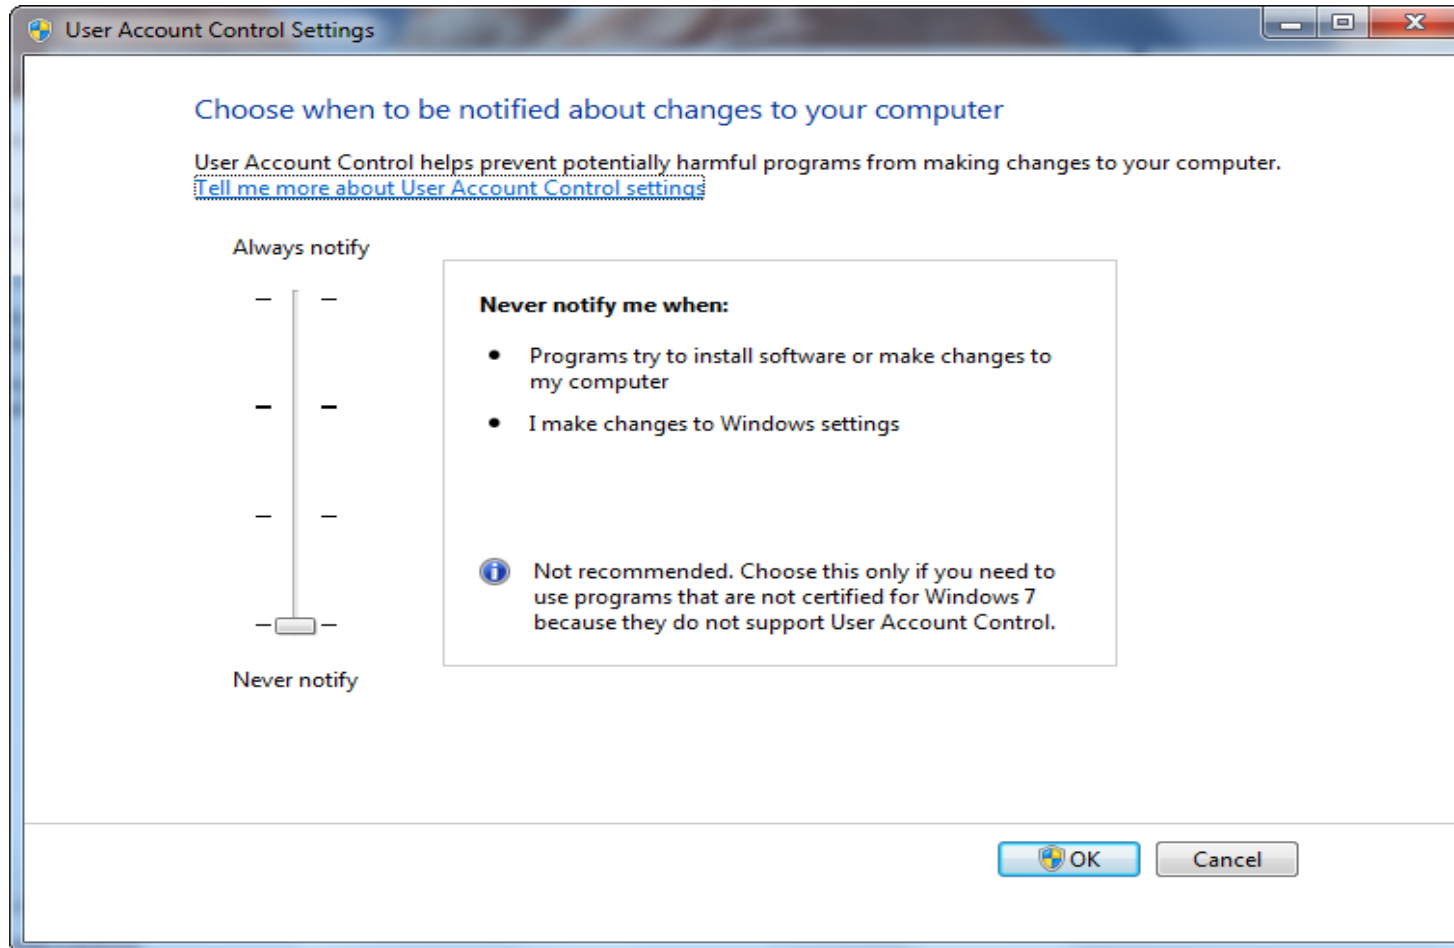 User Account Control Settings
Choose when to be notified about changes to your computer
User Account Control helps prevent potentially harmful programs from making changes to your computer.
Tell me more about User Account Control settings
Always notify
Never notify me when:
Programs try to install software or make changes to
my computer
I make changes to Windows settings
Not recommended. Choose this only if you need to
use programs that are not certified for Windows 7
because they do not support User Account Control.
Never notify
OK
Cancel